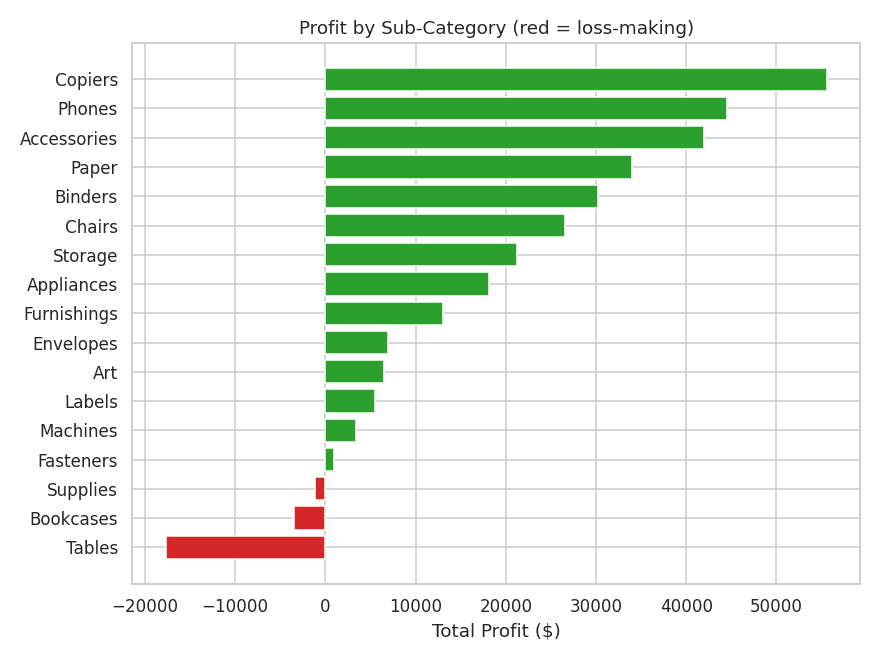 Profit by Sub-Category (red = loss-making)
Copiers
Phones
Accessories
Paper
Binders
Chairs
Storage
Appliances
Furnishings
Envelopes
Art
Labels
Machines
Fasteners
Supplies
Bookcases
Tables
−20000 −10000 0 10000 20000 30000 40000 50000
Total Profit ($)